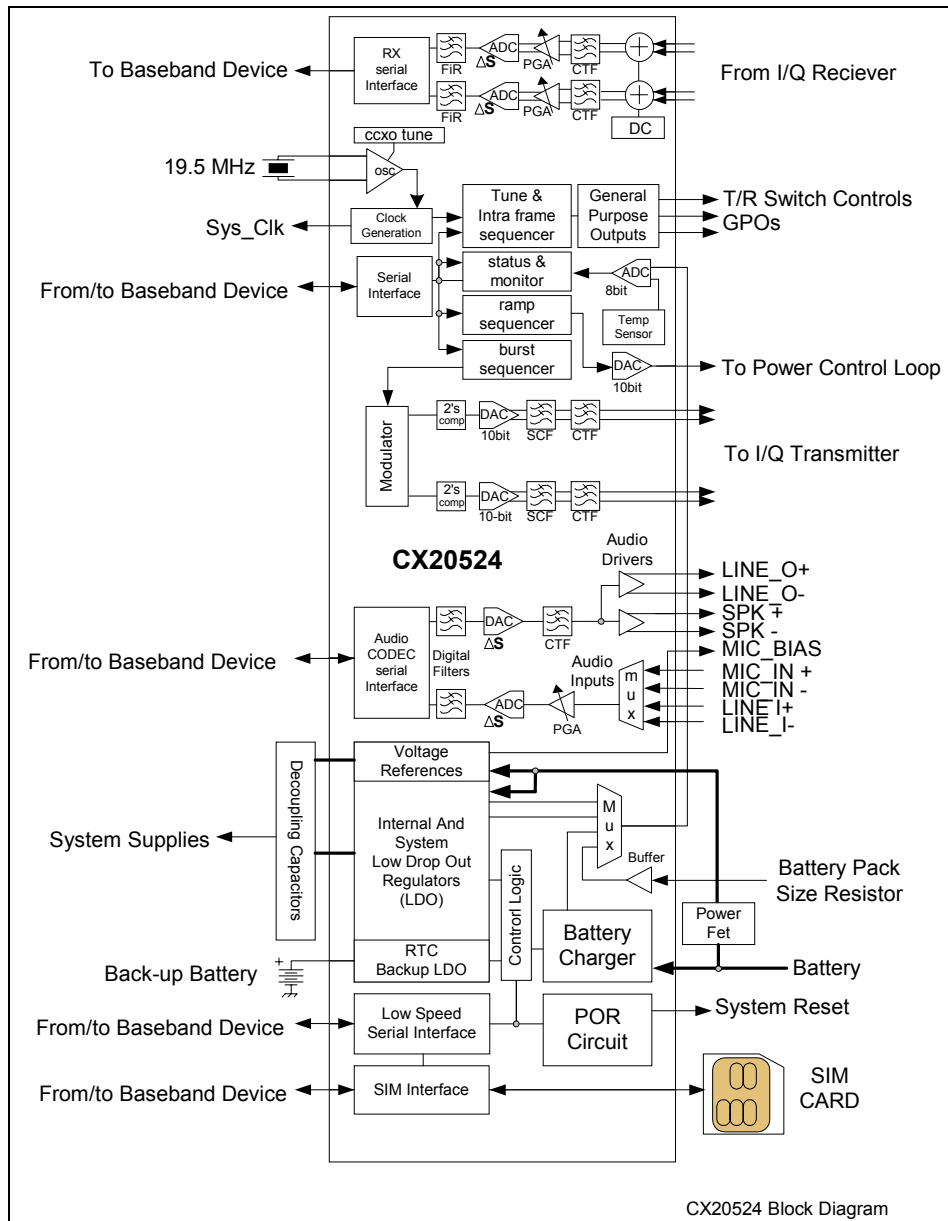 To Baseband Device
RX
serial
Interface
FiR
ΔS
ADC
PGA
CTF
From I/Q Reciever
FiR
ΔS
ADC
PGA
CTF
DC
ccxo tune
19.5 MHz
osc
Sys_Clk
Clock
Generation
Tune &
Intra frame
sequencer
General
Purpose
Outputs
T/R Switch Controls
GPOs
From/to Baseband Device
Serial
Interface
status &
monitor
ADC
8bit
Temp
Sensor
ramp
sequencer
burst
sequencer
DAC
10bit
To Power Control Loop
Modulator
2's
comp
DAC
10bit
SCF
CTF
To I/Q Transmitter
2's
comp
DAC
10-bit
SCF
CTF
CX20524
Audio
Drivers
LINE_O+
LINE_O-
SPK +
SPK -
MIC_BIAS
MIC_IN +
MIC_IN -
LINE I+
LINE_I-
From/to Baseband Device
Audio
CODEC
serial
Interface
Digital
Filters
DAC
ΔS
CTF
Audio
Inputs
mux
ADC
ΔS
PGA
System Supplies
Decoupling Capacitors
Voltage
References
Internal And
System
Low Drop Out
Regulators
(LDO)
RTC
Backup LDO
Control Logic
Mux
Buffer
Battery Pack
Size Resistor
Power
Fet
Battery
Charger
Battery
Back-up Battery
+
From/to Baseband Device
Low Speed
Serial Interface
POR
Circuit
System Reset
From/to Baseband Device
SIM Interface
SIM
CARD
CX20524 Block Diagram